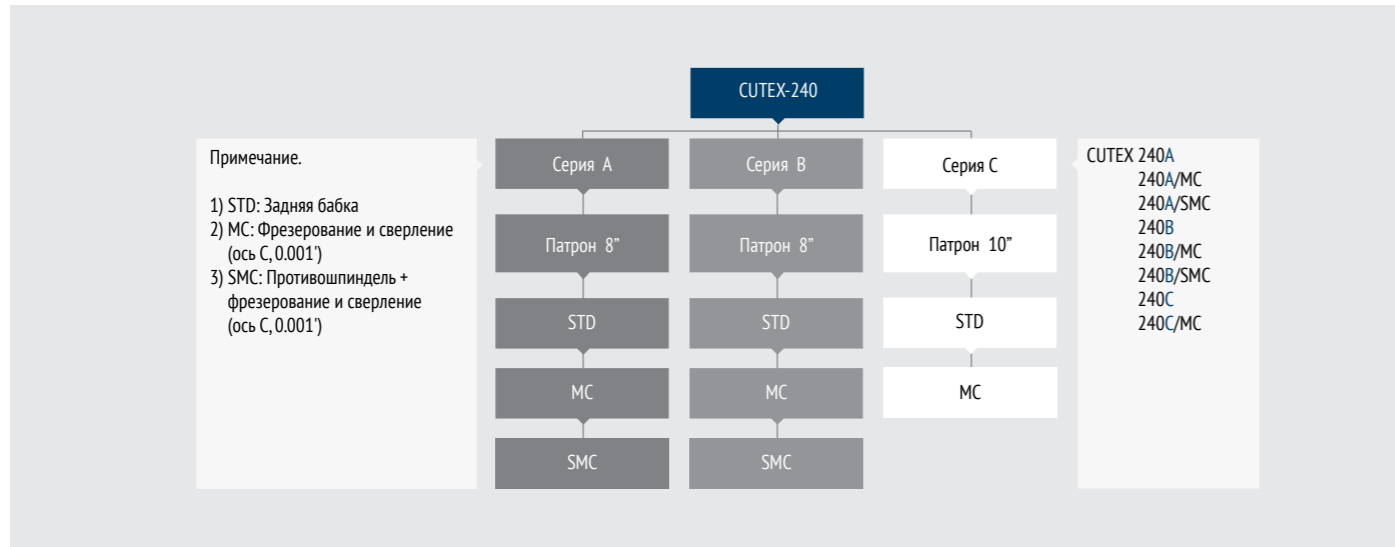 CUTEX-240
Примечание.
1) STD: Задняя бабка
2) MC: Фрезерование и сверление
(ось C, 0.001')
3) SMC: Противошпиндель +
фрезерование и сверление
(ось C, 0.001')
Серия A
Патрон 8”
STD
MC
SMC
Серия B
Патрон 8”
STD
MC
SMC
Серия C
Патрон 10”
STD
MC
CUTEX 240A
240A/MC
240A/SMC
240B
240B/MC
240B/SMC
240C
240C/MC